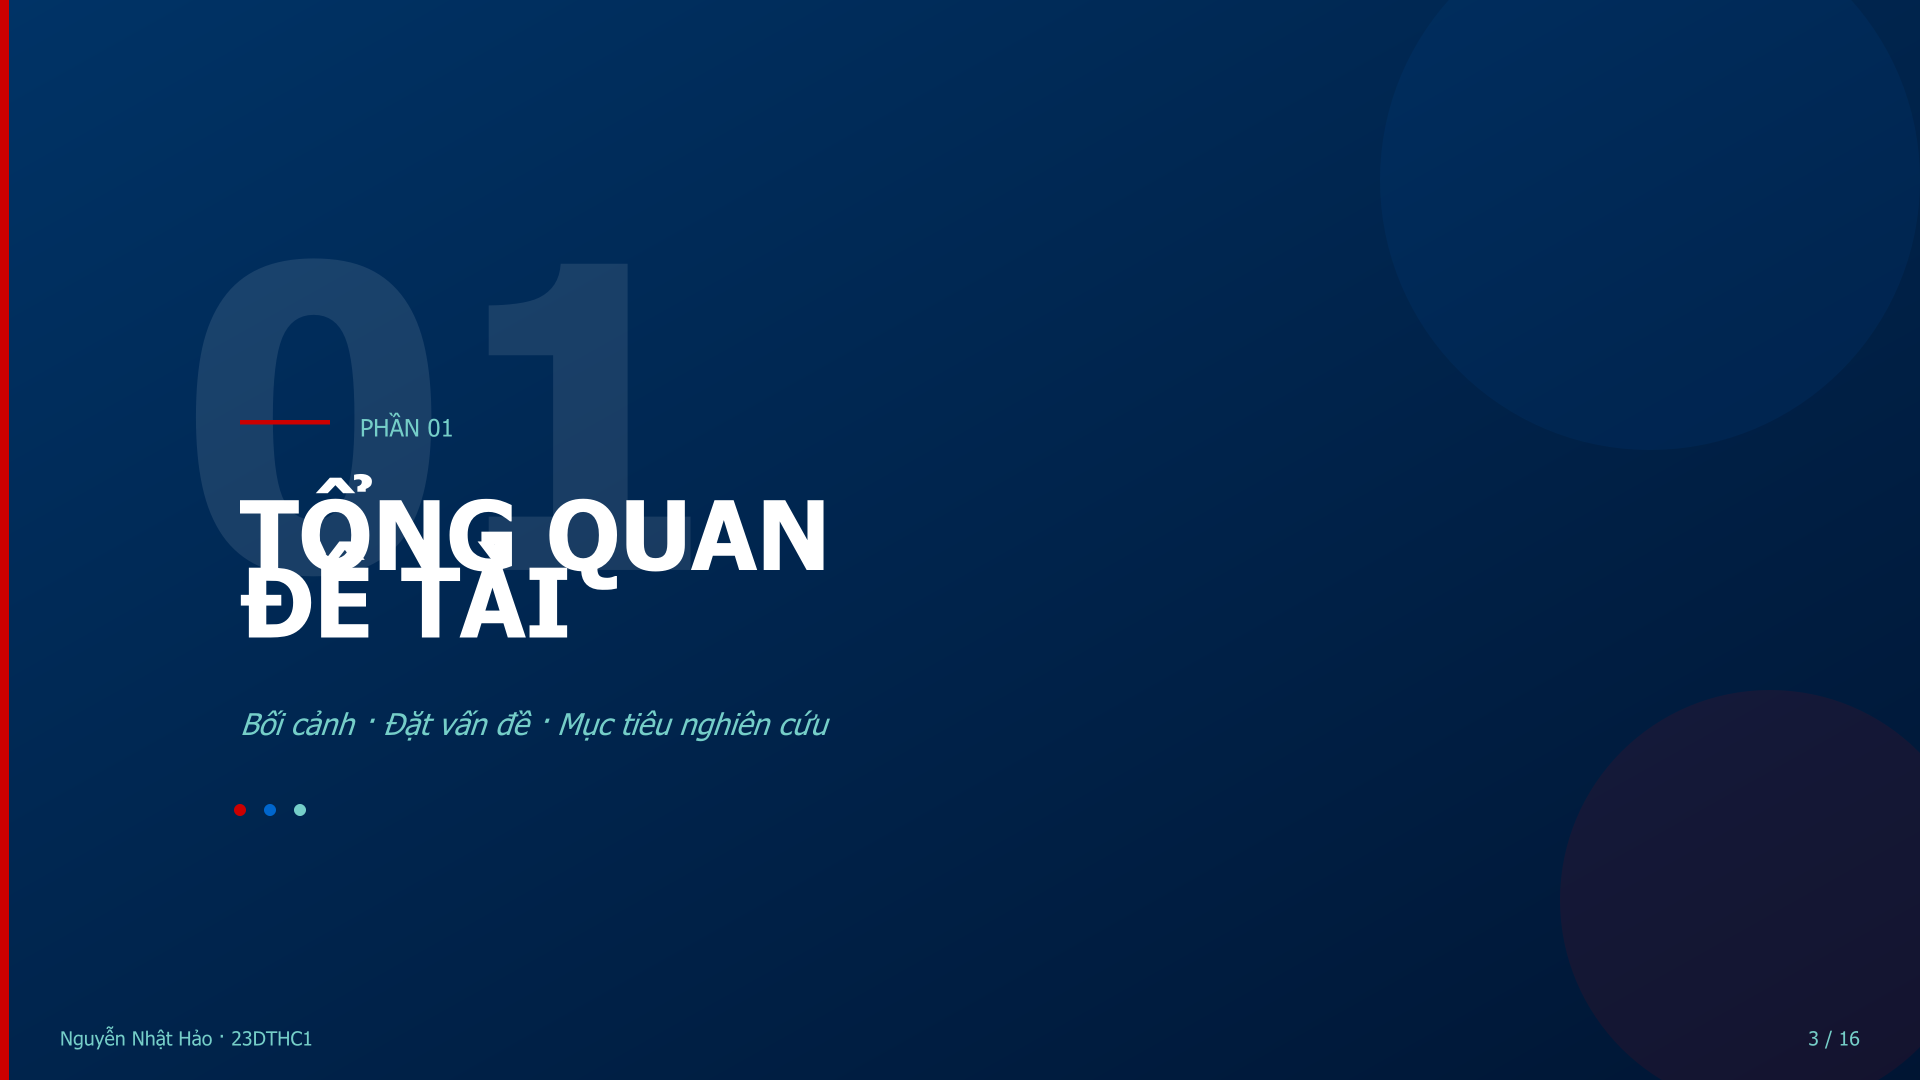 01
PHẦN 01
TỔNG QUAN
ĐỀ TÀI
Bối cảnh · Đặt vấn đề · Mục tiêu nghiên cứu
Nguyễn Nhật Hảo · 23DTHC1
3 / 16